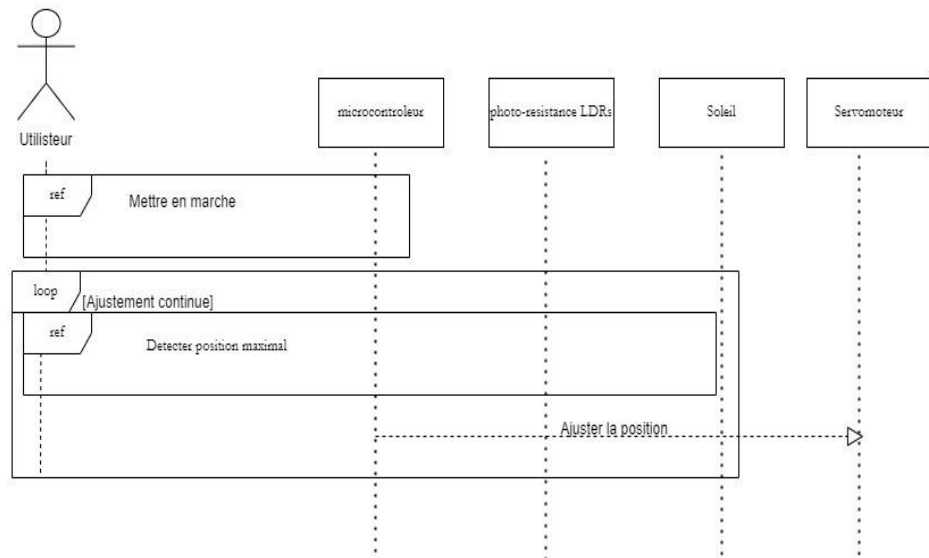 Utilisteur
microcontroleur
photo-resistance LDRs
Soleil
Servomoteur
ref
Mettre en marche
loop
[Ajustement continue]
ref
Detecter position maximal
Ajuster la position